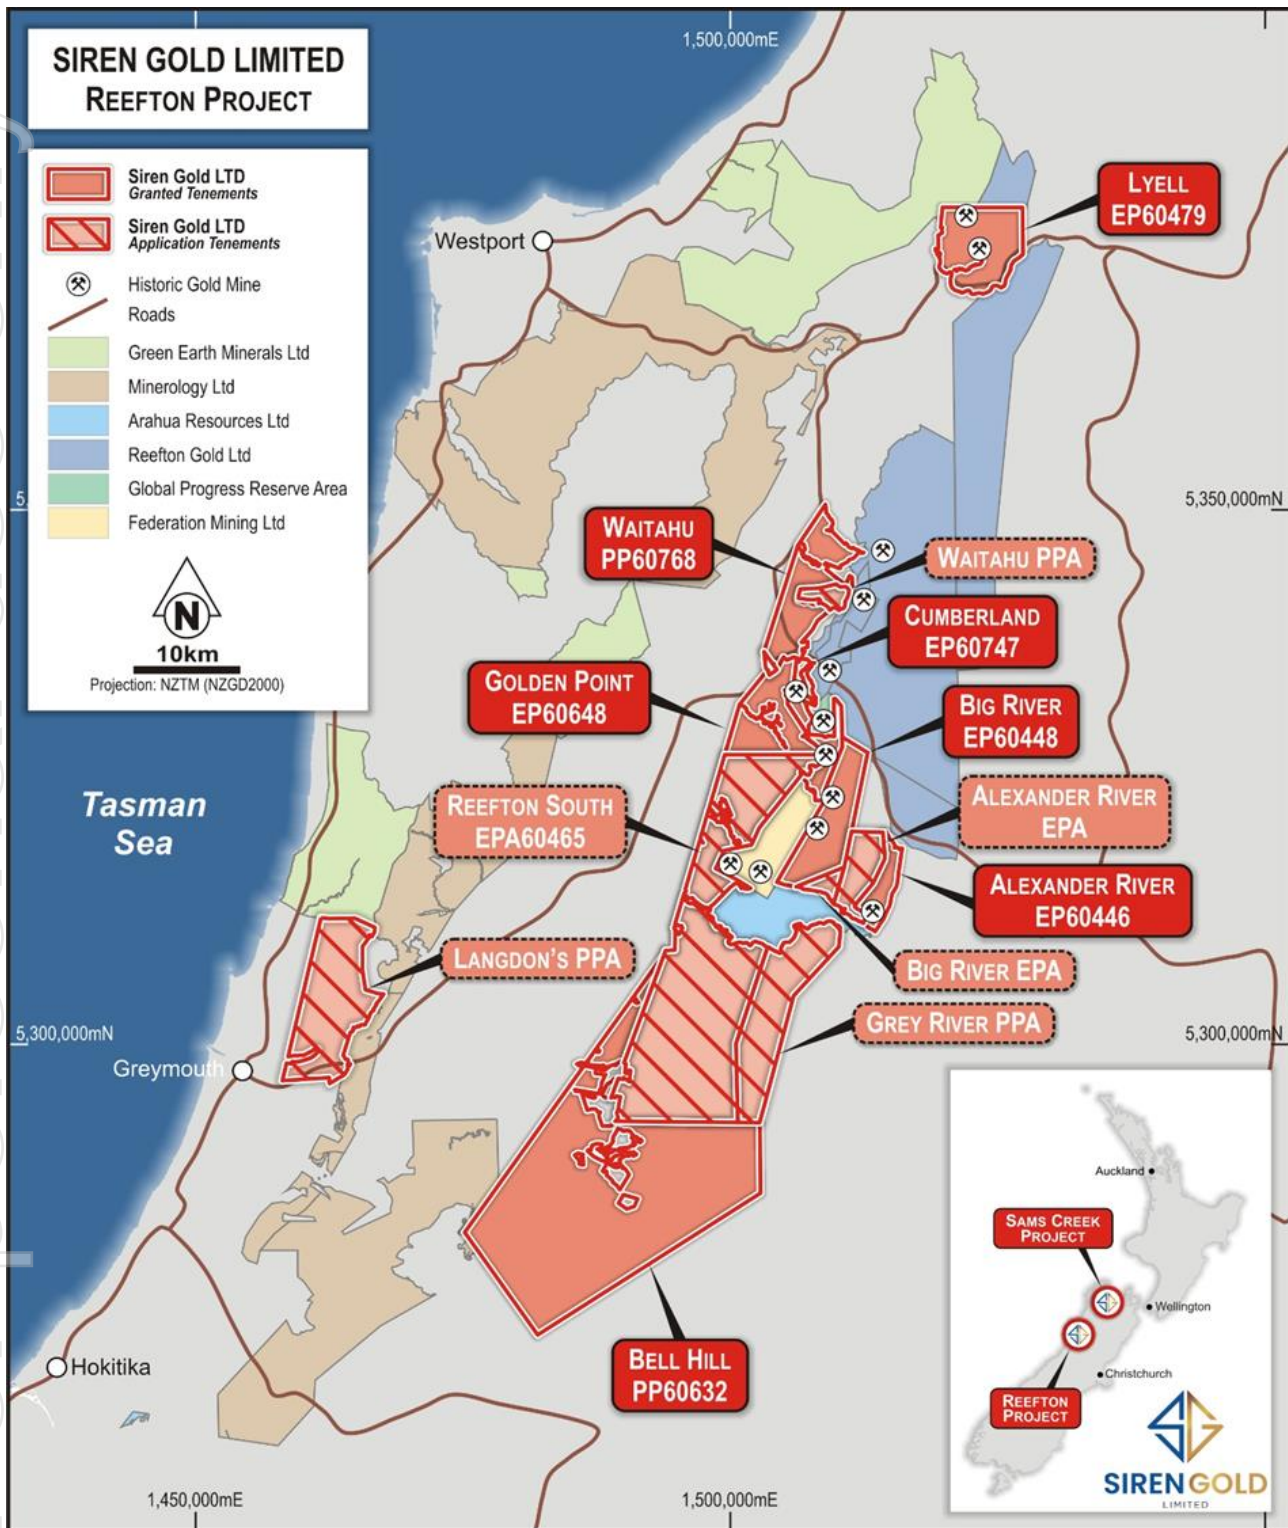 SIREN GOLD LIMITED
REEFTON PROJECT
Siren Gold LTD
Granted Tenements
Siren Gold LTD
Application Tenements
Historic Gold Mine
Roads
Green Earth Minerals Ltd
Minerology Ltd
Arahua Resources Ltd
Reefton Gold Ltd
Global Progress Reserve Area
Federation Mining Ltd
N
10km
Projection: NZTM (NZGD2000)
1,500,000mE
Westport
LYELL
EP60479
5,350,000mN
WAITAHU
PP60768
WAITAHU PPA
CUMBERLAND
EP60747
GOLDEN POINT
EP60648
BIG RIVER
EP60448
Tasman
Sea
REEFTON SOUTH
EPA60465
ALEXANDER RIVER
EPA
ALEXANDER RIVER
EP60446
LANGDON'S PPA
BIG RIVER EPA
GREY RIVER PPA
5,300,000mN
5,300,000mN
Greymouth
Hokitika
BELL HILL
PP60632
1,450,000mE
1,500,000mE
Auckland
SAMS CREEK
PROJECT
Wellington
Christchurch
REEFTON
PROJECT
SIREN GOLD
LIMITED